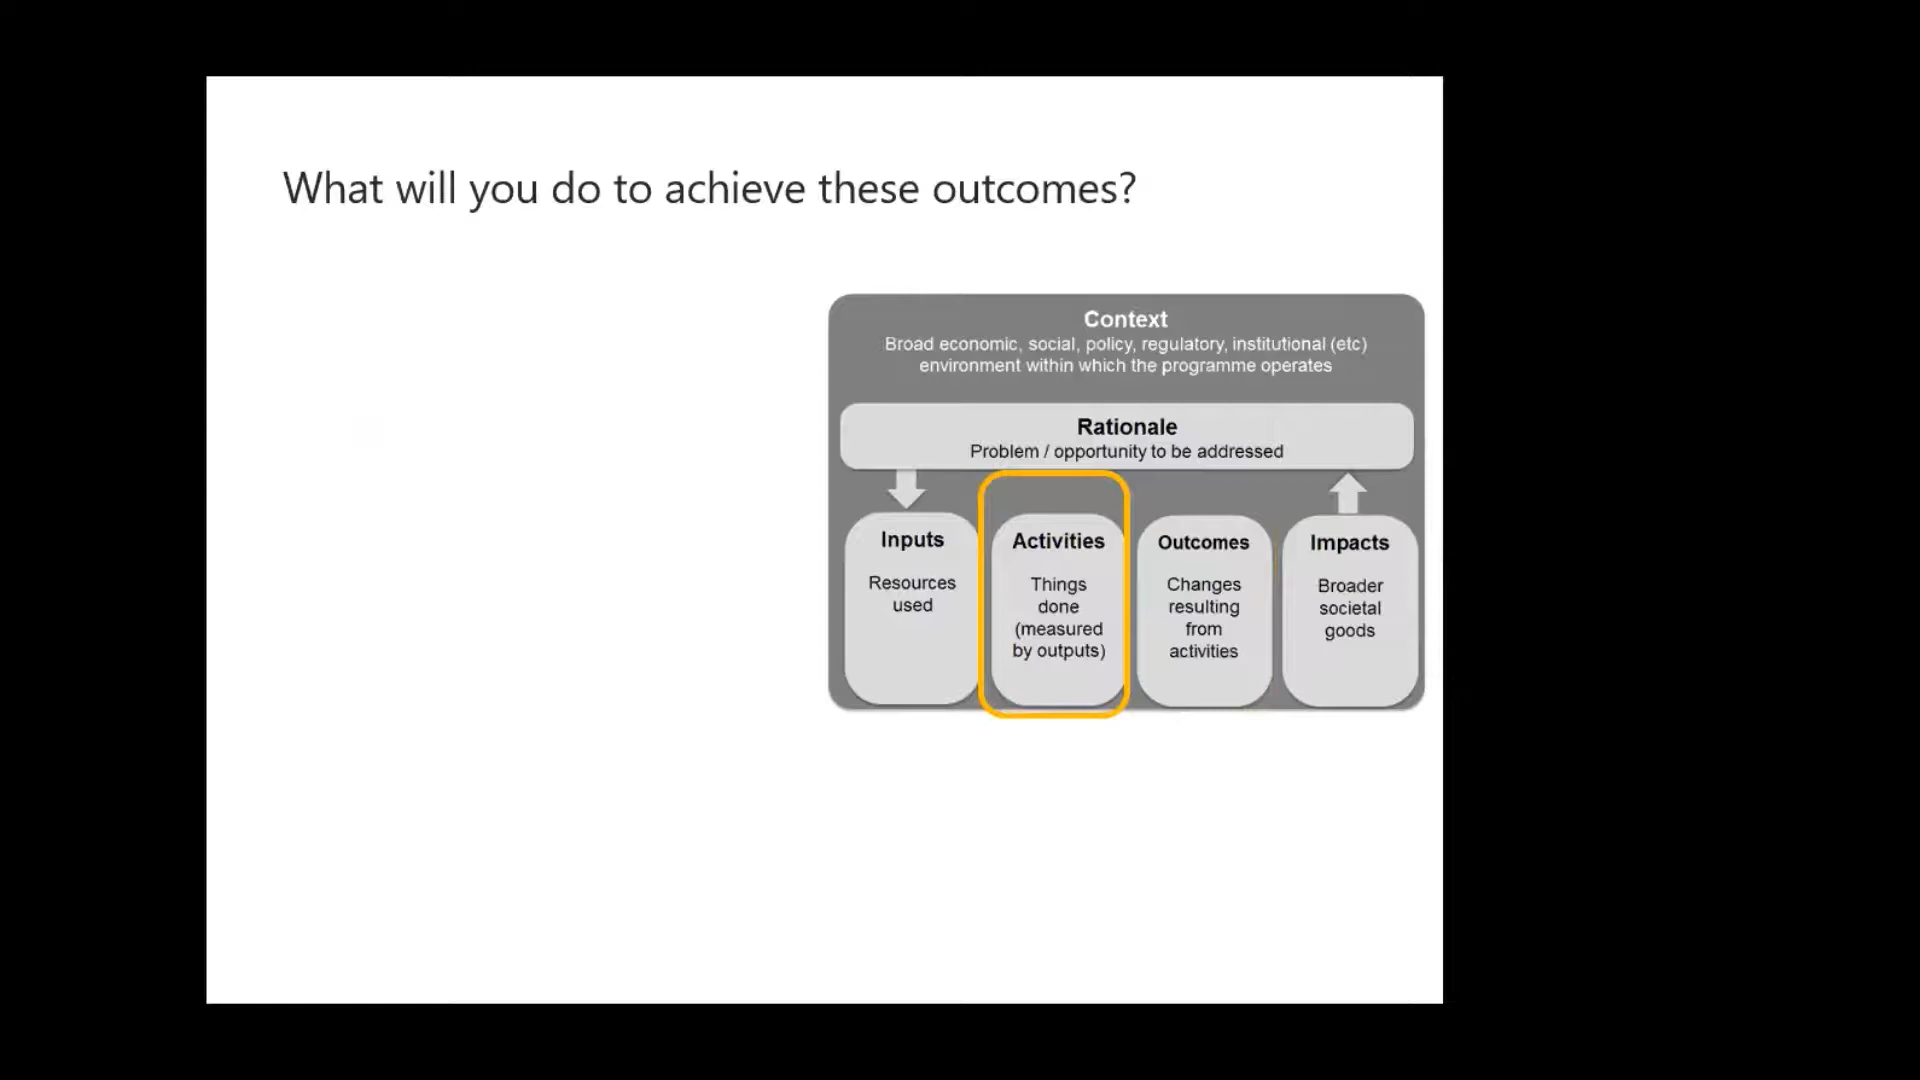 What will you do to achieve these outcomes?
Context
Broad economic, social, policy, regulatory, institutional (etc)
environment within which the programme operates
Rationale
Problem / opportunity to be addressed
Inputs
Resources
used
Activities
Things
done
(measured
by outputs)
Outcomes
Changes
resulting
from
activities
Impacts
Broader
societal
goods